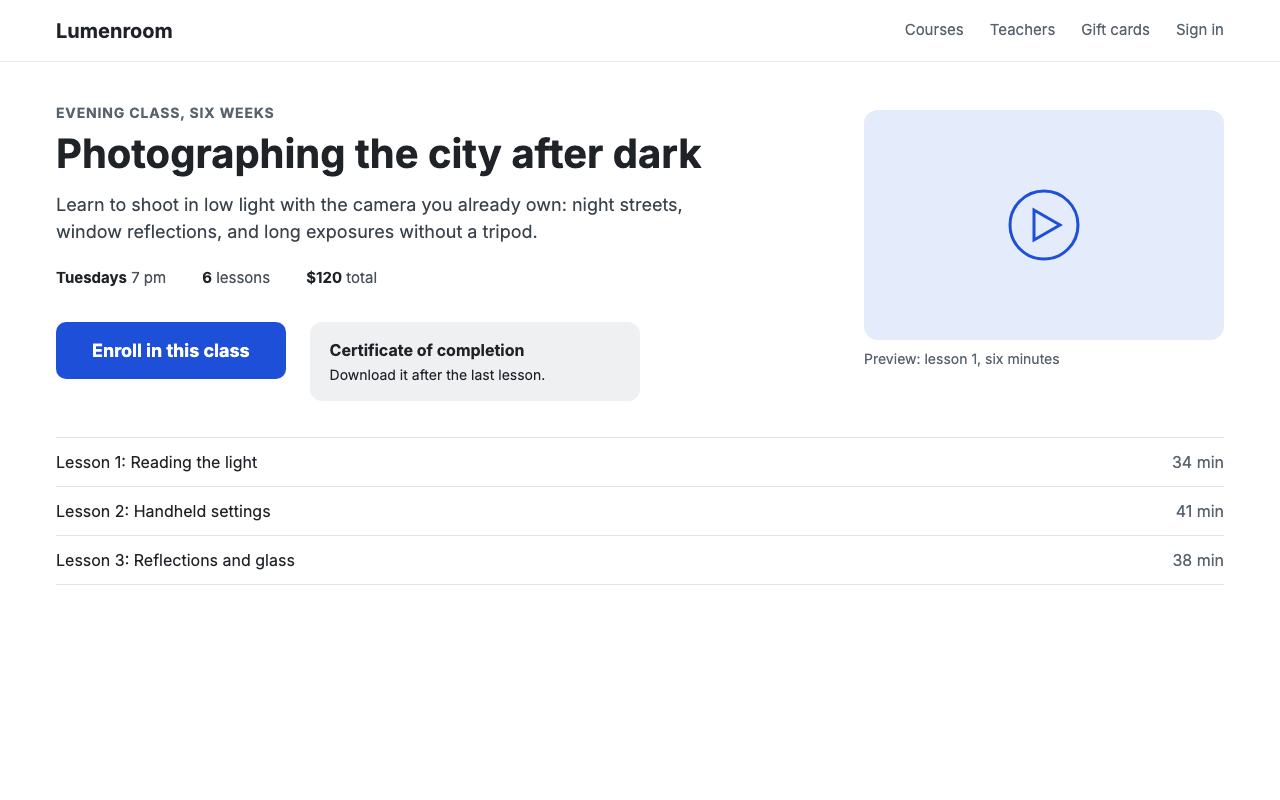 Lumenroom
Courses
Teachers
Gift cards
Sign in
EVENING CLASS, SIX WEEKS
Photographing the city after dark
Learn to shoot in low light with the camera you already own: night streets,
window reflections, and long exposures without a tripod.
Tuesdays 7 pm
6 lessons
$120 total
Enroll in this class
Certificate of completion
Download it after the last lesson.
Preview: lesson 1, six minutes
Lesson 1: Reading the light
34 min
Lesson 2: Handheld settings
41 min
Lesson 3: Reflections and glass
38 min